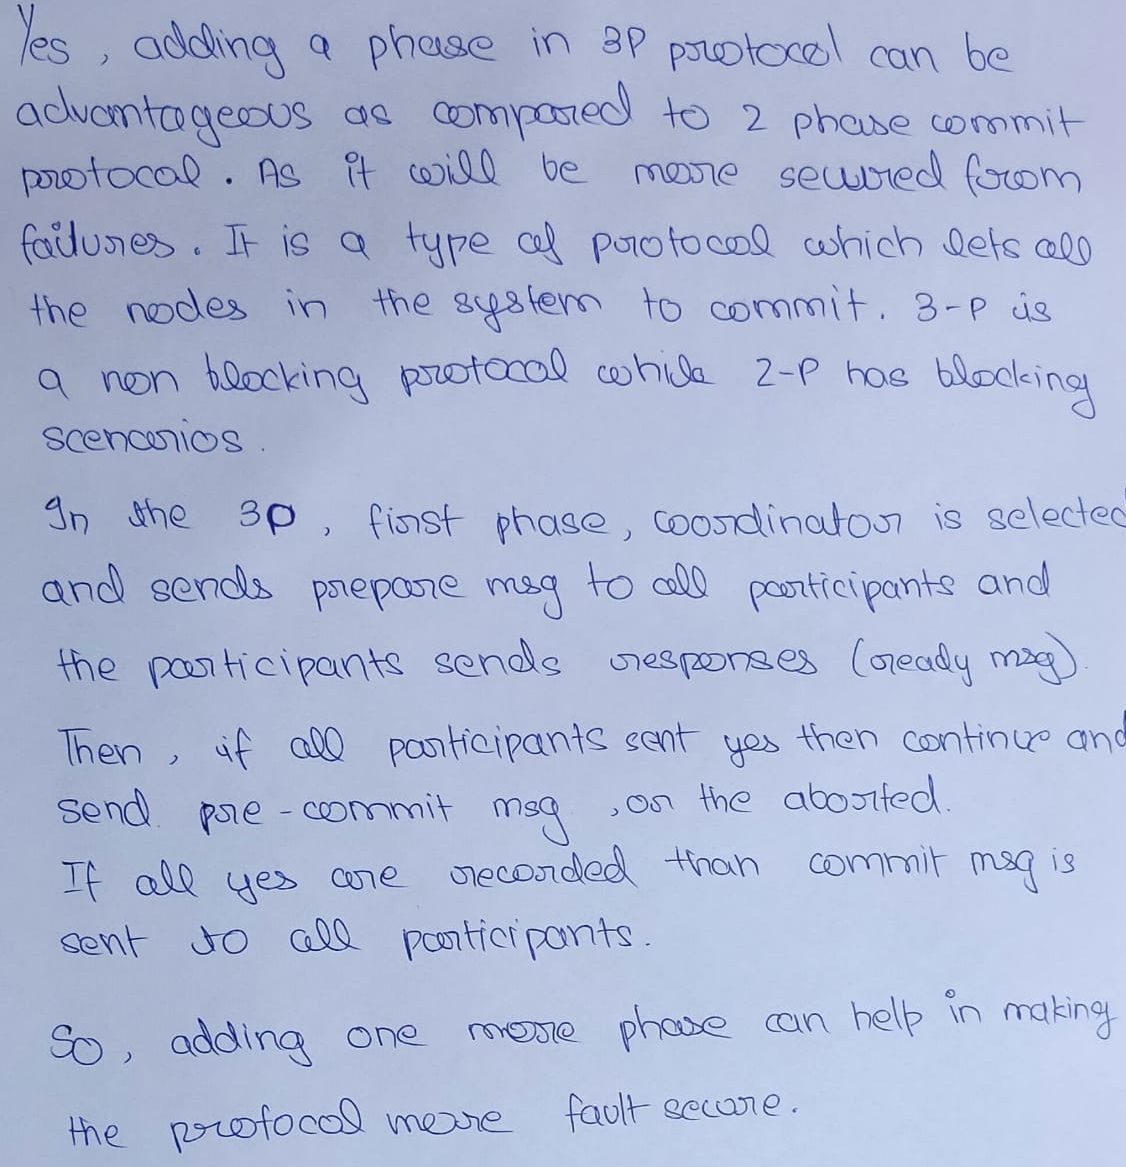 Yes, adding a phase in 3P protocol can be
advantageous as compared to 2 phase commit
protocol. As it will be more secured from
failures. It is a type of protocol which lets all
the nodes in the system to commit. 3-P is
a non blocking protocol while 2-P has blocking
scenarios.
In the 3P, first phase, coordinator is selected
and sends prepare msg to all participants and
the participants sends responses (ready msg).
Then, if all participants sent yes then continue and
send pre-commit msg, or the aborted.
If all yes are recorded than commit msg is
sent to all participants.
So, adding one more phase can help in making
the protocol more fault secure.